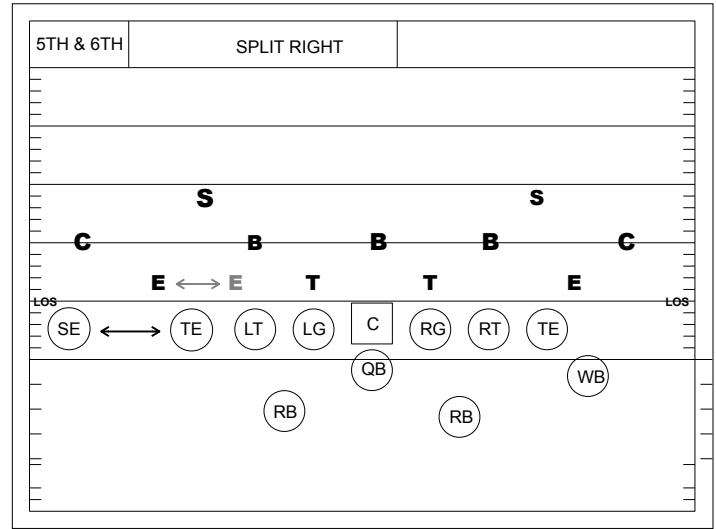 5TH & 6TH SPLIT RIGHT
S S
C B B B C
E E T T E
LOS LOS
SE TE LT LG C RG RT TE
QB WB
RB RB